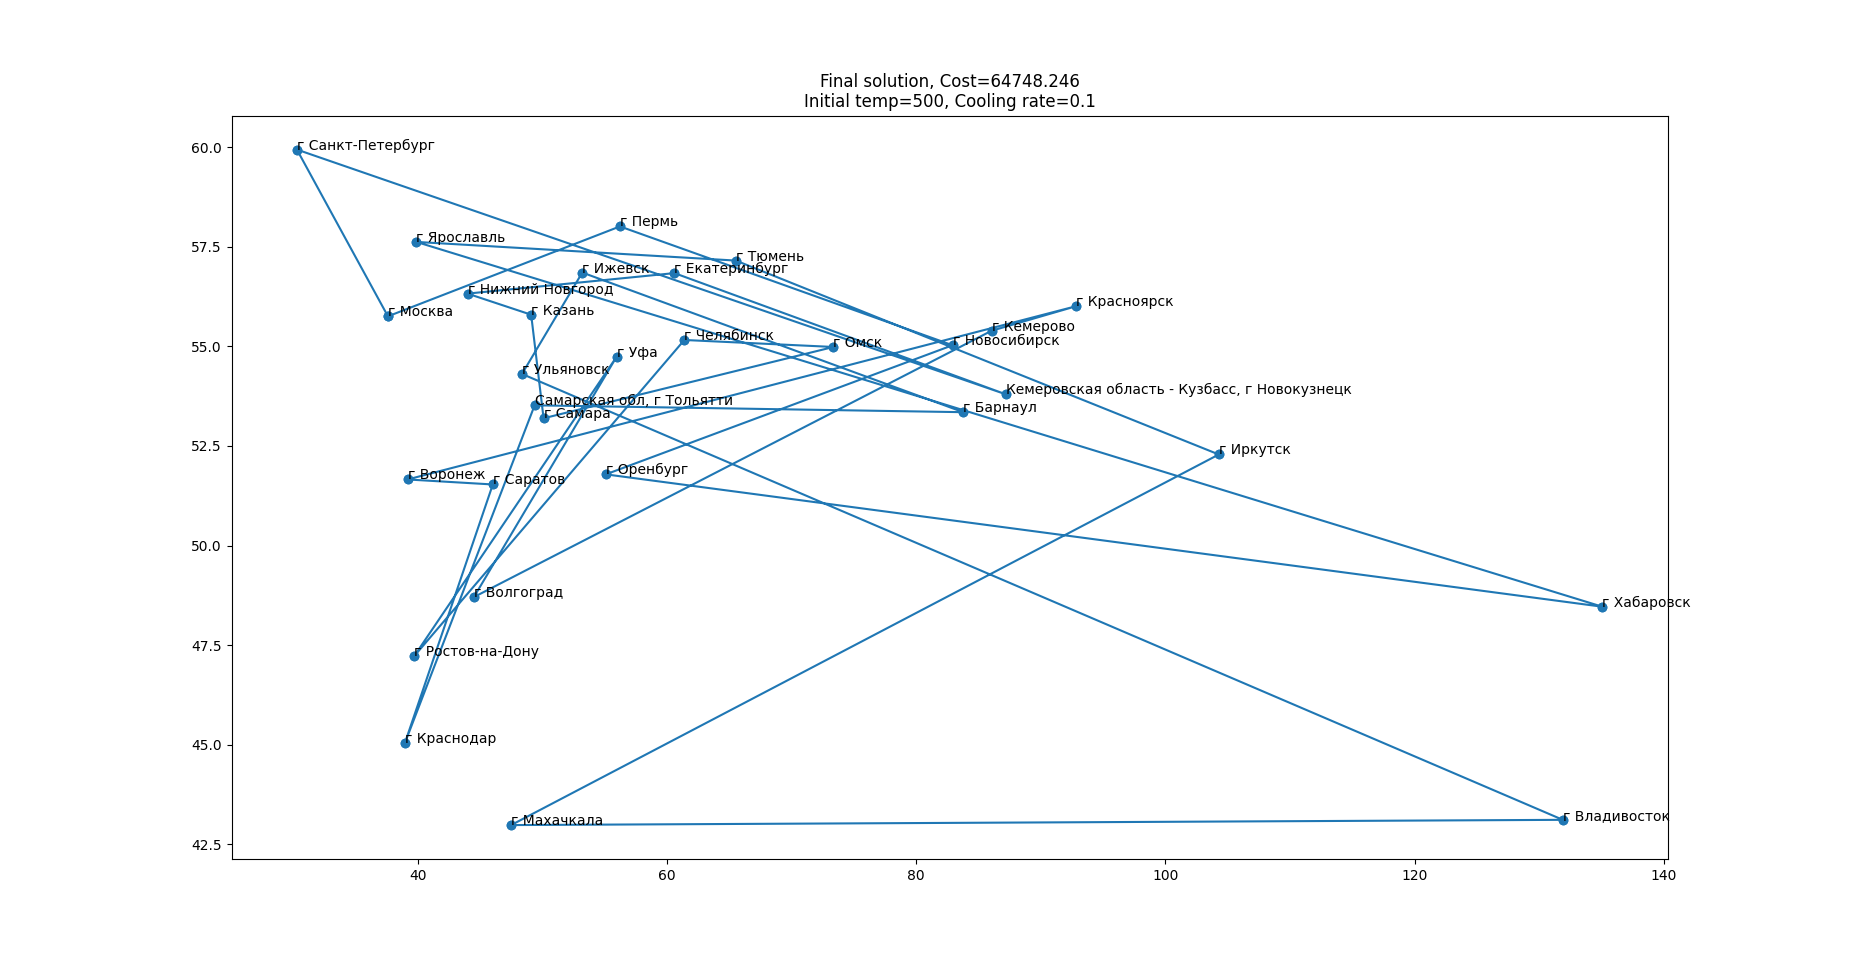 Final solution, Cost=64748.246
Initial temp=500, Cooling rate=0.1
60.0
г Санкт-Петербург
г Пермь
г Ярославль
57.5
г Тюмень
г Ижевск
г Екатеринбург
г Нижний Новгород
г Красноярск
г Москва
г Казань
г Кемерово
г Челябинск
г Омск
г Новосибирск
55.0
г Уфа
г Ульяновск
Кемеровская область - Кузбасс, г Новокузнецк
Самарская обл, г Тольятти
г Барнаул
г Самара
52.5
г Иркутск
г Оренбург
г Воронеж
г Саратов
50.0
г Хабаровск
г Волгоград
г Ростов-на-Дону
47.5
г Краснодар
45.0
г Владивосток
г Махачкала
42.5
40 60 80 100 120 140